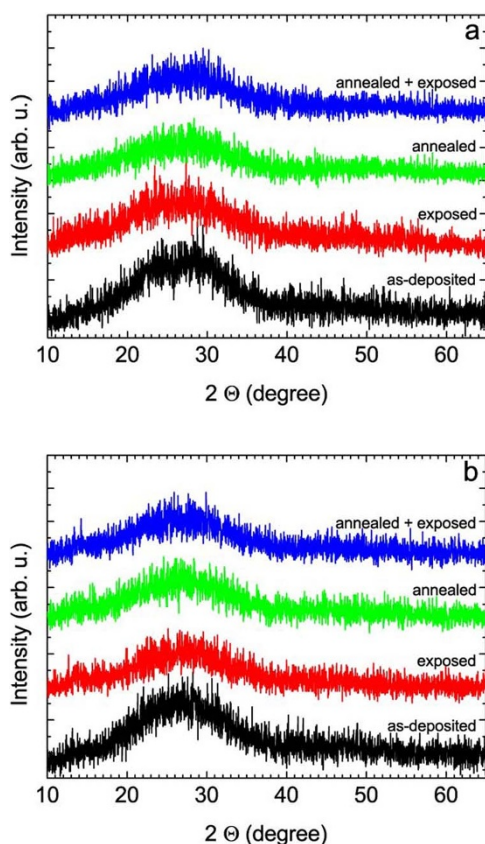 a
annealed + exposed
annealed
exposed
as-deposited
Intensity (arb. u.)
10 20 30 40 50 60
2 Θ (degree)
b
annealed + exposed
annealed
exposed
as-deposited
Intensity (arb. u.)
10 20 30 40 50 60
2 Θ (degree)